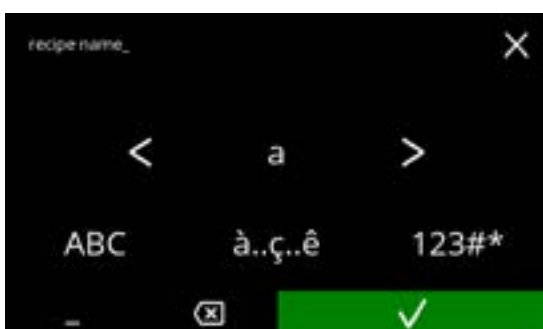 recipe name_
< a >
ABC à..ç..ê 123#*
_